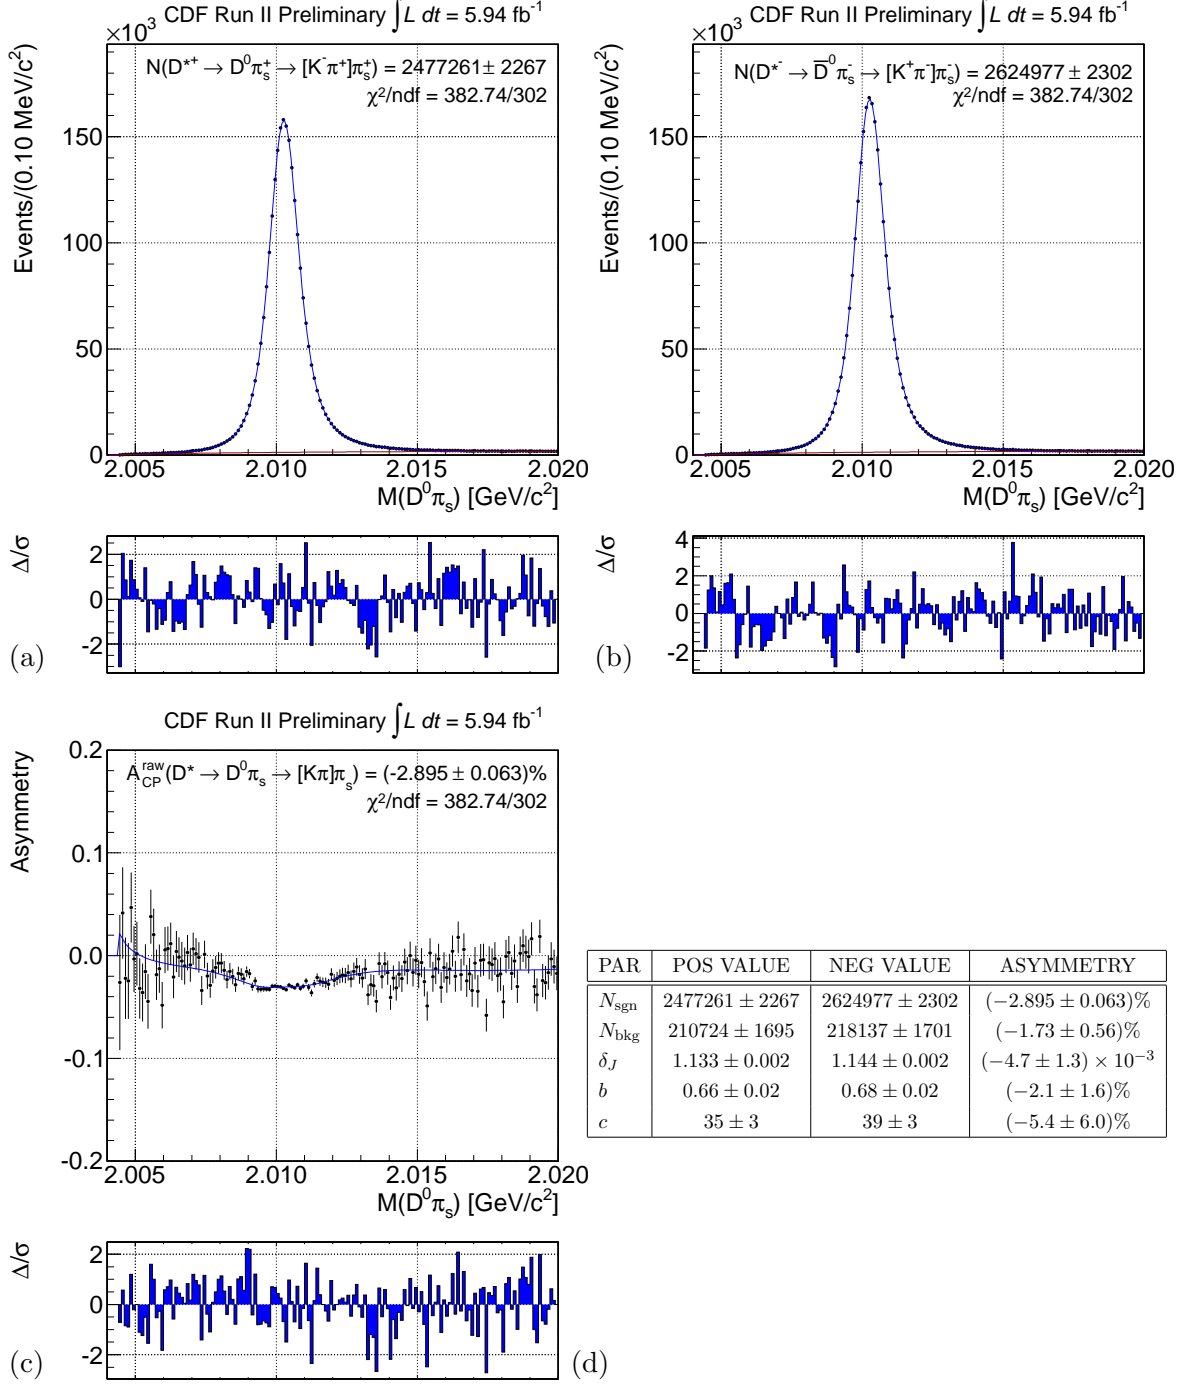 CDF Run II Preliminary ∫L dt = 5.94 fb⁻¹
×10³
N(D*⁺ → D⁰π⁺ₛ → [K⁻π⁺]π⁺ₛ) = 2477261 ± 2267
χ²/ndf = 382.74/302
Events/(0.10 MeV/c²)
150
100
50
0
2.005 2.010 2.015 2.020
M(D⁰πₛ) [GeV/c²]
Δ/σ
2
0
-2
(a)
CDF Run II Preliminary ∫L dt = 5.94 fb⁻¹
×10³
N(D*⁻ → D̅⁰π⁻ₛ → [K⁺π⁻]π⁻ₛ) = 2624977 ± 2302
χ²/ndf = 382.74/302
Events/(0.10 MeV/c²)
150
100
50
0
2.005 2.010 2.015 2.020
M(D⁰πₛ) [GeV/c²]
Δ/σ
4
2
0
-2
(b)
CDF Run II Preliminary ∫L dt = 5.94 fb⁻¹
A_CP^raw(D* → D⁰πₛ → [Kπ]πₛ) = (-2.895 ± 0.063)%
χ²/ndf = 382.74/302
Asymmetry
0.2
0.1
0.0
-0.1
-0.2
2.005 2.010 2.015 2.020
M(D⁰πₛ) [GeV/c²]
Δ/σ
2
0
-2
(c)
PAR POS VALUE NEG VALUE ASYMMETRY
N_sgn 2477261 ± 2267 2624977 ± 2302 (−2.895 ± 0.063)%
N_bkg 210724 ± 1695 218137 ± 1701 (−1.73 ± 0.56)%
δ_J 1.133 ± 0.002 1.144 ± 0.002 (−4.7 ± 1.3) × 10⁻³
b 0.66 ± 0.02 0.68 ± 0.02 (−2.1 ± 1.6)%
c 35 ± 3 39 ± 3 (−5.4 ± 6.0)%
(d)